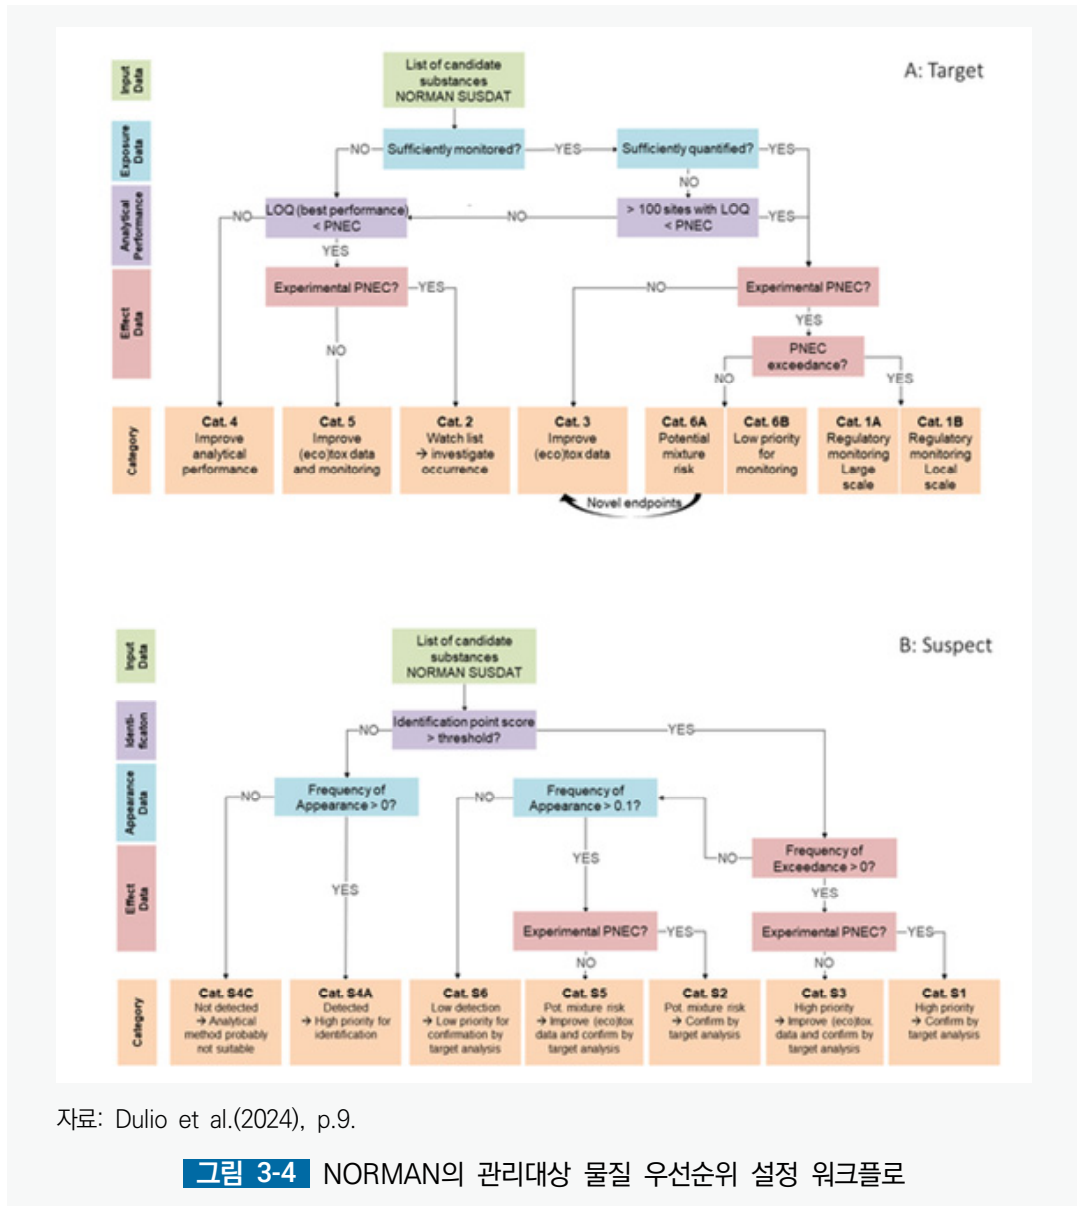 A: Target
Input
Data
List of candidate
substances
NORMAN SUSDAT
Exposure
Data
NO
Sufficiently monitored?
YES
Sufficiently quantified?
YES
NO
Analytical
Performance
NO
LOQ (best performance)
< PNEC
NO
> 100 sites with LOQ
< PNEC
YES
YES
Effect
Data
Experimental PNEC?
YES
NO
Experimental PNEC?
YES
NO
PNEC
exceedance?
NO
YES
Category
Cat. 4
Improve
analytical
performance
Cat. 5
Improve
(eco)tox data
and monitoring
Cat. 2
Watch list
→ investigate
occurrence
Cat. 3
Improve
(eco)tox data
Cat. 6A
Potential
mixture
risk
Cat. 6B
Low priority
for
monitoring
Cat. 1A
Regulatory
monitoring
Large
scale
Cat. 1B
Regulatory
monitoring
Local
scale
Novel endpoints
B: Suspect
Input
Data
List of candidate
substances
NORMAN SUSDAT
Identi-
ficaton
NO
Identification point score
> threshold?
YES
Appearance
Data
NO
Frequency of
Appearance > 0?
NO
Frequency of
Appearance > 0.1?
YES
YES
NO
Frequency of
Exceedance > 0?
YES
Effect
Data
Experimental PNEC?
YES
NO
Experimental PNEC?
YES
NO
Category
Cat. S4C
Not detected
→ Analytical
method probably
not suitable
Cat. S4A
Detected
→ High priority for
identification
Cat. S6
Low detection
→ Low priority for
confirmation by
target analysis
Cat. S5
Pot. mixture risk
→ Improve (eco)tox
data and confirm by
target analysis
Cat. S2
Pot. mixture risk
→ Confirm by
target analysis
Cat. S3
High priority
→ Improve (eco)tox.
data and confirm by
target analysis
Cat. S1
High priority
→ Confirm by
target analysis
자료: Dulio et al.(2024), p.9.
그림 3-4 NORMAN의 관리대상 물질 우선순위 설정 워크플로